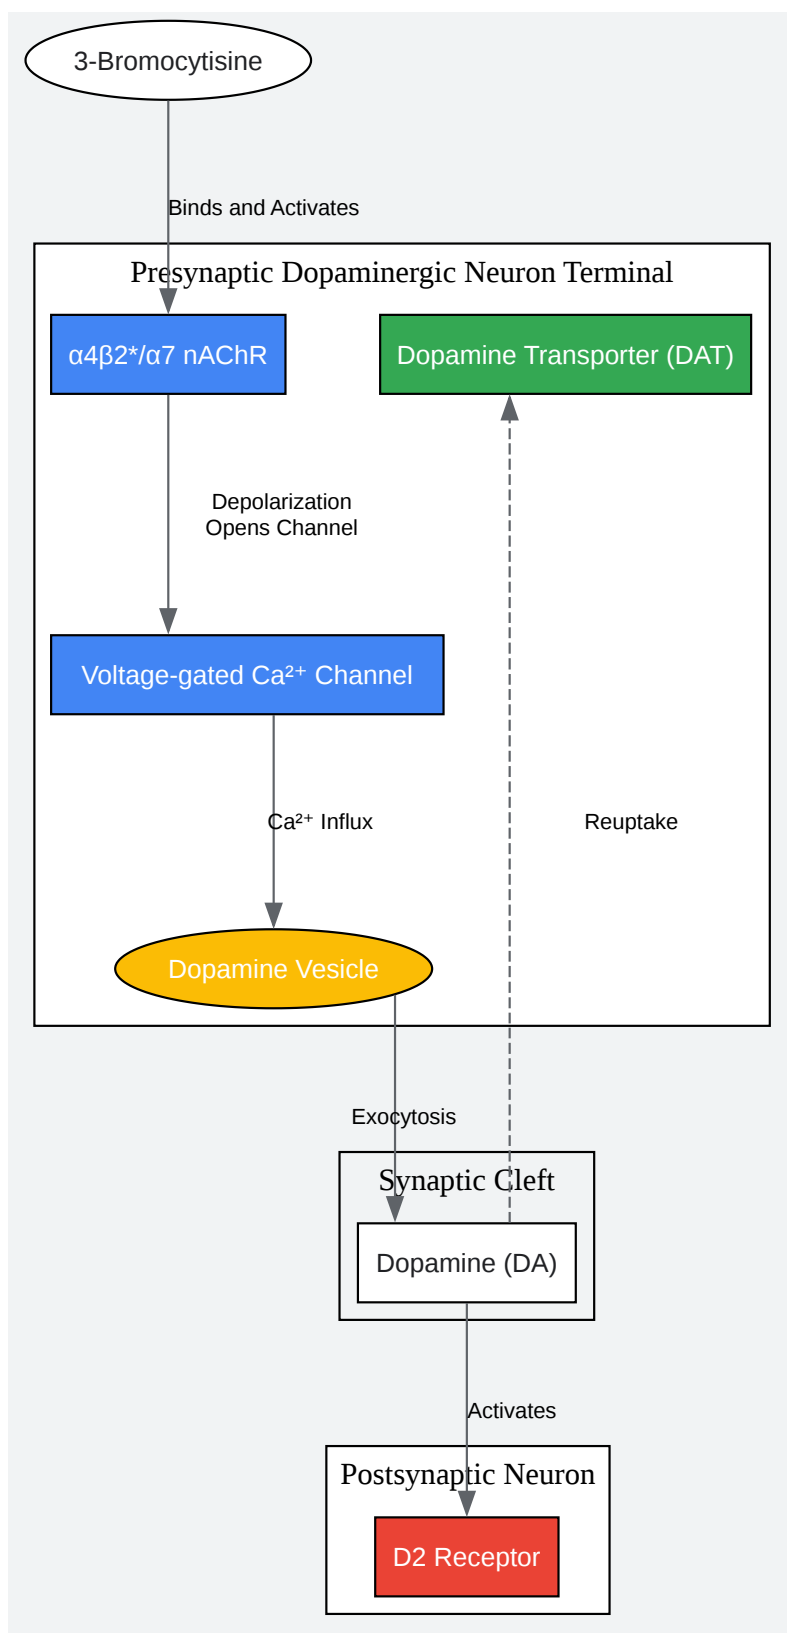 3-Bromocytisine
Binds and Activates
Presynaptic Dopaminergic Neuron Terminal
α4β2*/α7 nAChR
Dopamine Transporter (DAT)
Depolarization
Opens Channel
Voltage-gated Ca²⁺ Channel
Ca²⁺ Influx
Reuptake
Dopamine Vesicle
Exocytosis
Synaptic Cleft
Dopamine (DA)
Activates
Postsynaptic Neuron
D2 Receptor